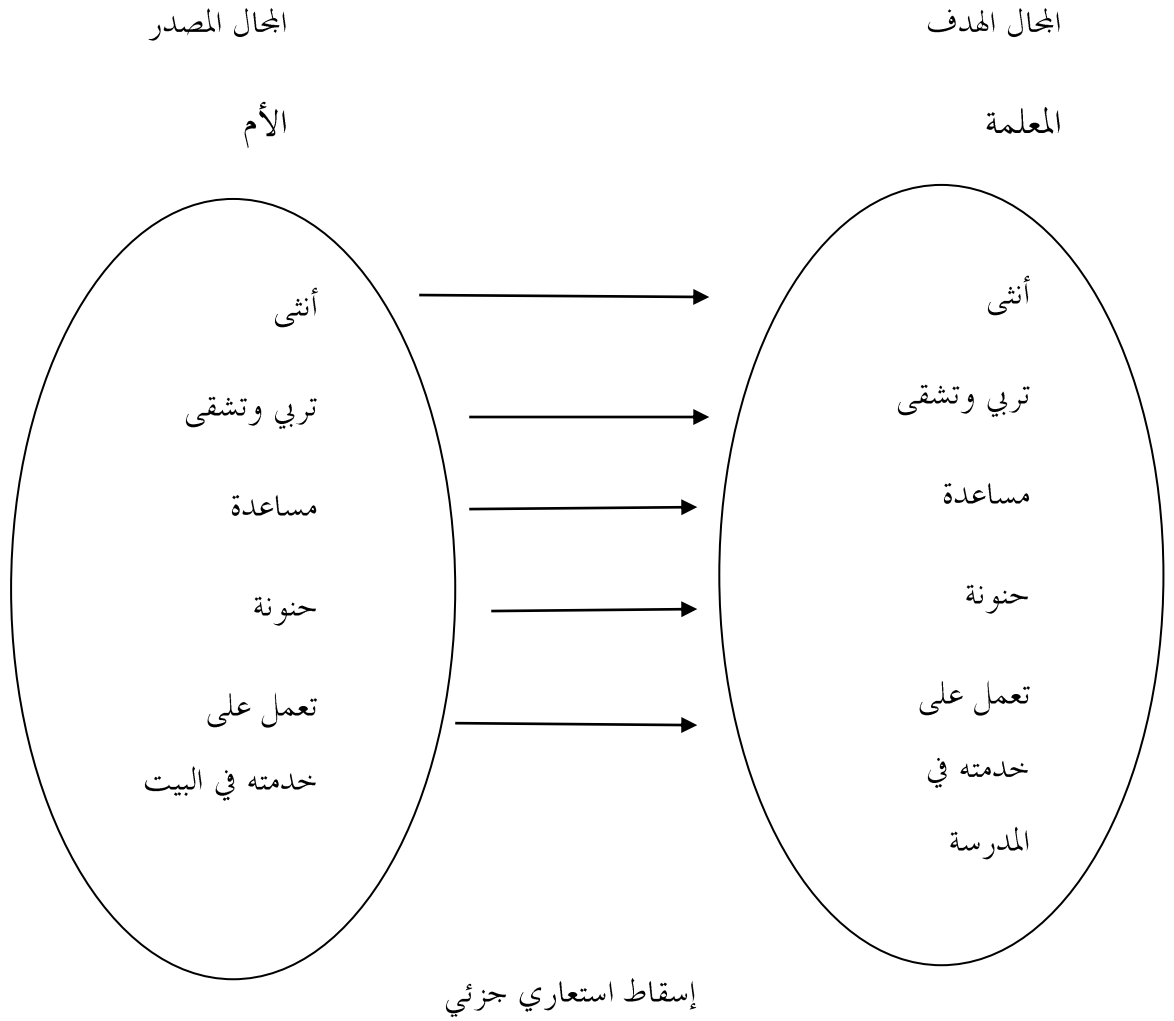 المجال الهدف
المجال المصدر
المعلمة
الأم
أنثى
تربي وتشقى
مساعدة
حنونة
تعمل على
خدمته في
المدرسة
أنثى
تربي وتشقى
مساعدة
حنونة
تعمل على
خدمته في البيت
إسقاط استعاري جزئي